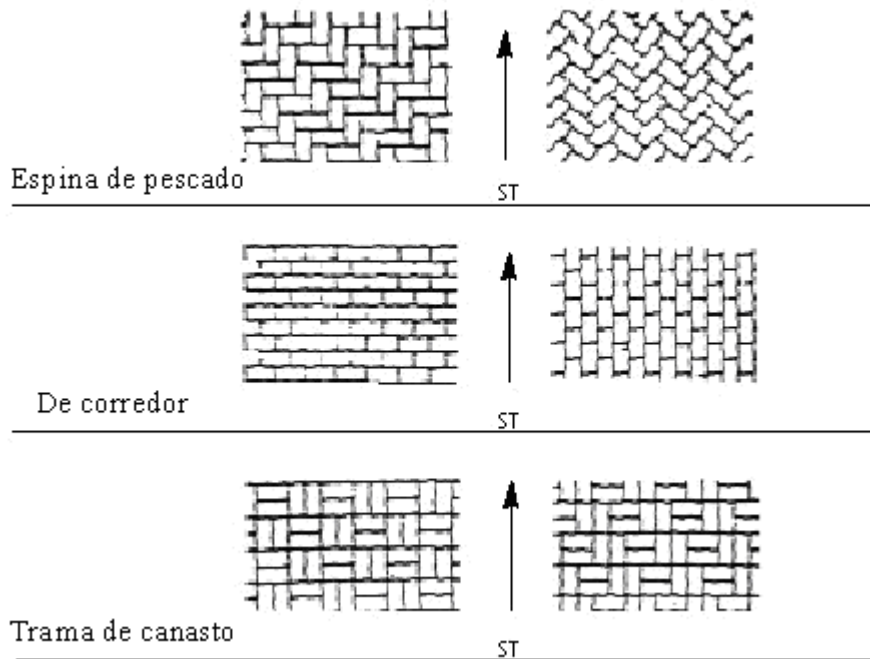 Espina de pescado
ST
De corredor
ST
Trama de canasto
ST